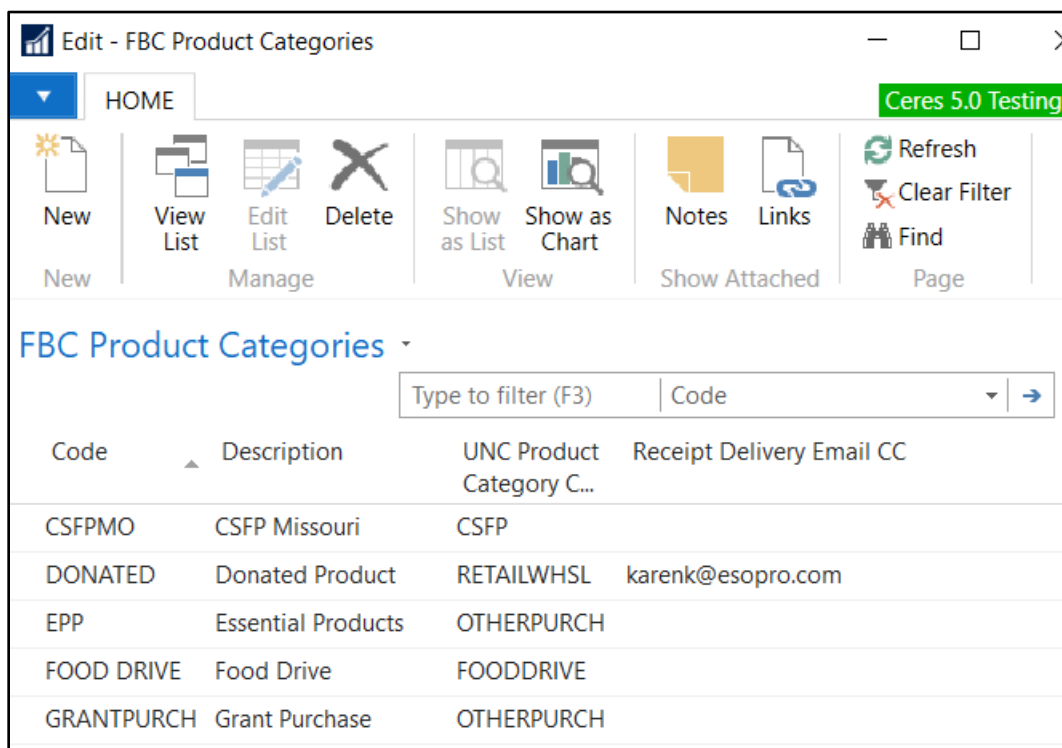 Edit - FBC Product Categories
HOME
Ceres 5.0 Testing
New
View List
Edit List
Delete
Show as List
Show as Chart
Notes
Links
Refresh
Clear Filter
Find
New
Manage
View
Show Attached
Page
FBC Product Categories
Type to filter (F3) Code
Code Description UNC Product Category C... Receipt Delivery Email CC
CSFPMO CSFP Missouri CSFP
DONATED Donated Product RETAILWHSL karenk@esopro.com
EPP Essential Products OTHERPURCH
FOOD DRIVE Food Drive FOODDRIVE
GRANTPURCH Grant Purchase OTHERPURCH